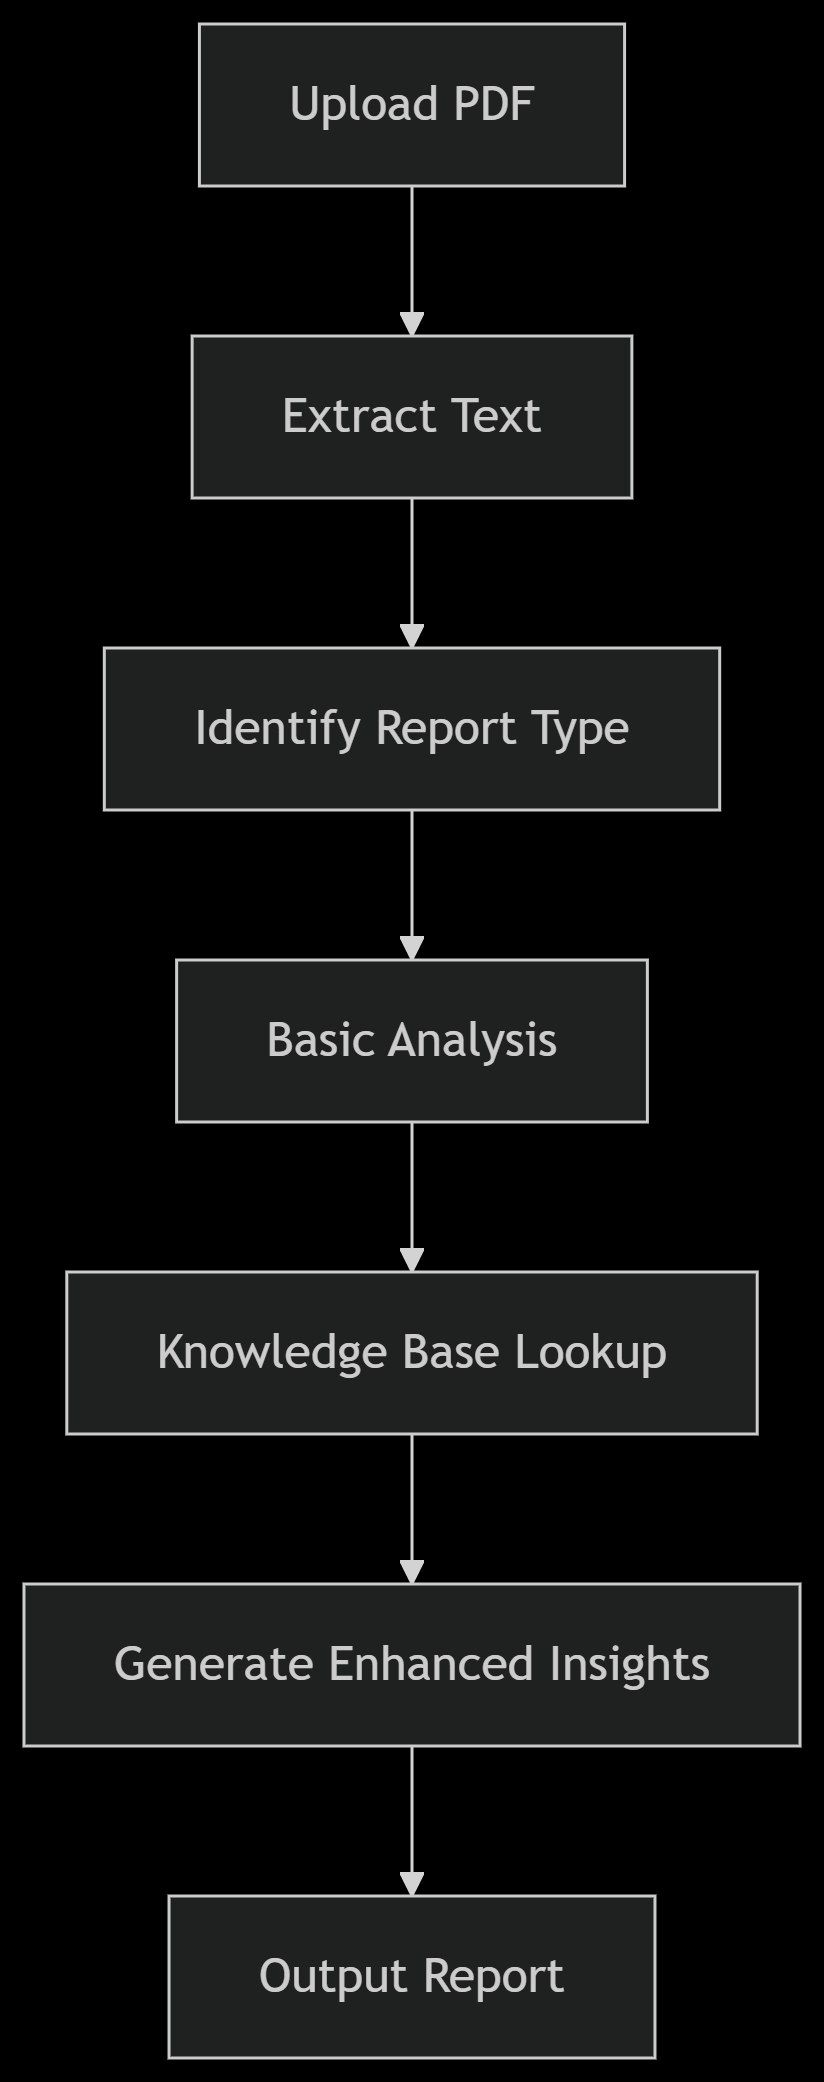 Upload PDF
Extract Text
Identify Report Type
Basic Analysis
Knowledge Base Lookup
Generate Enhanced Insights
Output Report